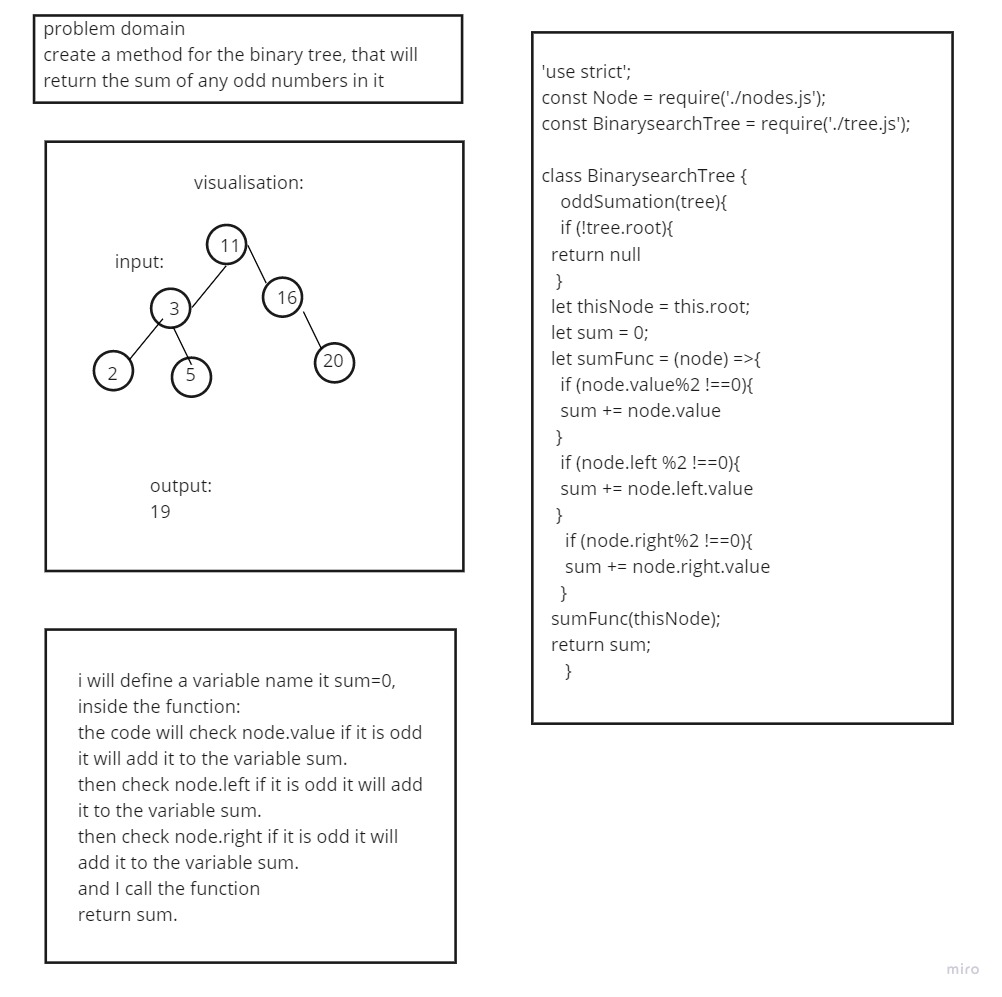 problem domain
create a method for the binary tree, that will
return the sum of any odd numbers in it
visualisation:
input:
11
3
16
2
5
20
output:
19
i will define a variable name it sum=0,
inside the function:
the code will check node.value if it is odd
it will add it to the variable sum.
then check node.left if it is odd it will add
it to the variable sum.
then check node.right if it is odd it will
add it to the variable sum.
and I call the function
return sum.
'use strict';
const Node = require('./nodes.js');
const BinarysearchTree = require('./tree.js');
class BinarysearchTree {
oddSumation(tree){
if (!tree.root){
return null
}
let thisNode = this.root;
let sum = 0;
let sumFunc = (node) =>{
if (node.value%2 !==0){
sum += node.value
}
if (node.left %2 !==0){
sum += node.left.value
}
if (node.right%2 !==0){
sum += node.right.value
}
sumFunc(thisNode);
return sum;
}
miro